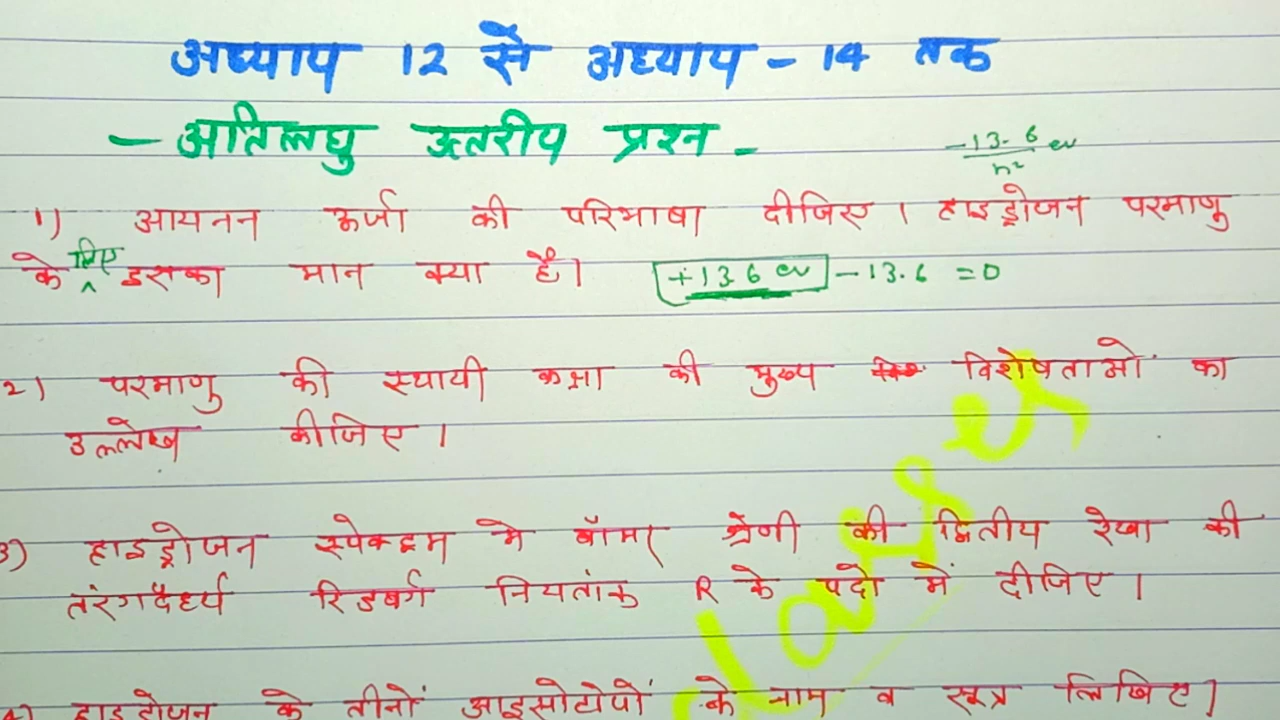 अध्याय 12 से अध्याय - 14 तक
- अतिलघु उत्तरीय प्रश्न -
-13.6/n² ev
1) आयनन ऊर्जा की परिभाषा दीजिए । हाइड्रोजन परमाणु
के लिए इसका मान क्या है। +13.6 ev - 13.6 = 0
2) परमाणु की स्थायी कक्षा की मुख्य विशेषताओं का
उल्लेख कीजिए ।
3) हाइड्रोजन स्पेक्ट्रम मे बॉमर श्रेणी की द्वितीय रेखा की
तरंगदैर्ध्य रिडबर्ग नियतांक R के पदो में दीजिए ।
4) हाइड्रोजन के तीनों आइसोटोपों के नाम व सूत्र लिखिए।